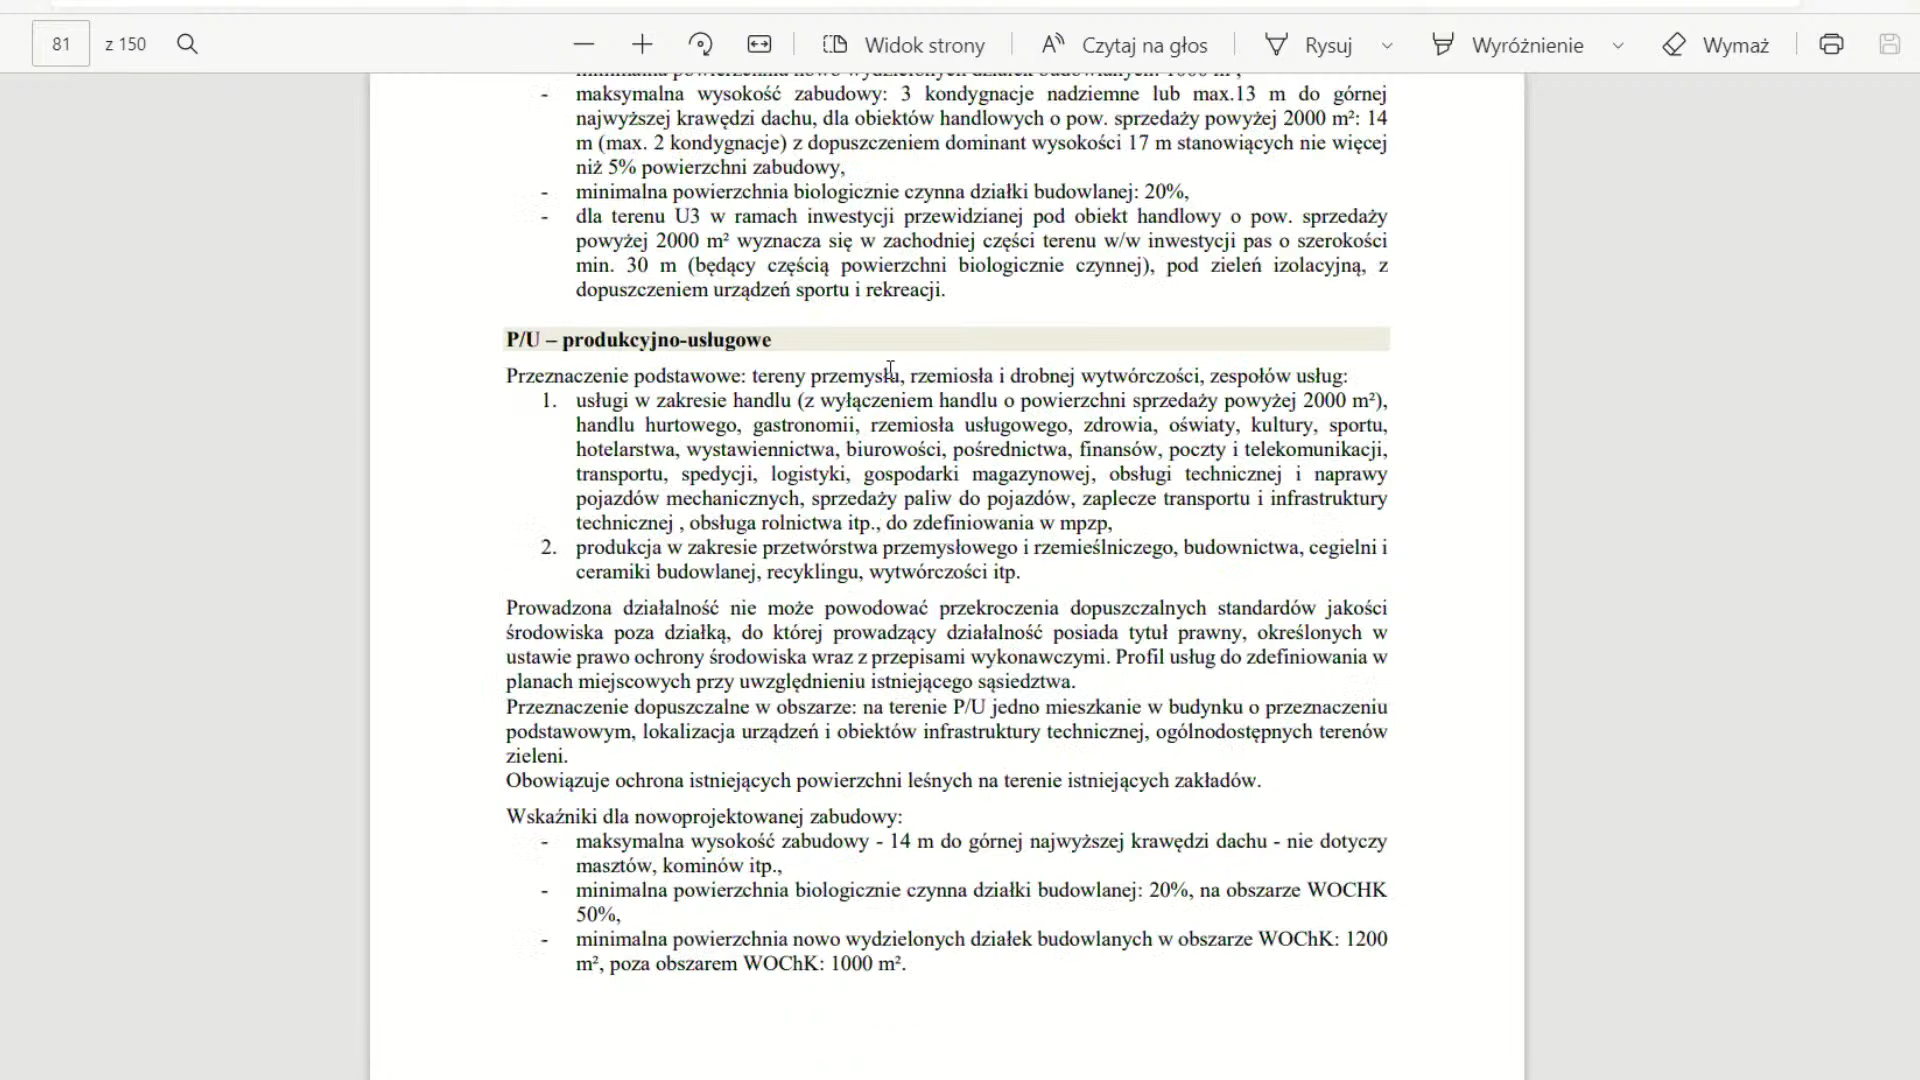 81 z 150 Widok strony Czytaj na głos Rysuj Wyróżnienie Wymaż
minimalna powierzchnia nowo wydzielonych działek budowlanych: 1000 m²,
- maksymalna wysokość zabudowy: 3 kondygnacje nadziemne lub max.13 m do górnej
najwyższej krawędzi dachu, dla obiektów handlowych o pow. sprzedaży powyżej 2000 m²: 14
m (max. 2 kondygnacje) z dopuszczeniem dominant wysokości 17 m stanowiących nie więcej
niż 5% powierzchni zabudowy,
- minimalna powierzchnia biologicznie czynna działki budowlanej: 20%,
- dla terenu U3 w ramach inwestycji przewidzianej pod obiekt handlowy o pow. sprzedaży
powyżej 2000 m² wyznacza się w zachodniej części terenu w/w inwestycji pas o szerokości
min. 30 m (będący częścią powierzchni biologicznie czynnej), pod zieleń izolacyjną, z
dopuszczeniem urządzeń sportu i rekreacji.
P/U – produkcyjno-usługowe
Przeznaczenie podstawowe: tereny przemysłu, rzemiosła i drobnej wytwórczości, zespołów usług:
1. usługi w zakresie handlu (z wyłączeniem handlu o powierzchni sprzedaży powyżej 2000 m²),
handlu hurtowego, gastronomii, rzemiosła usługowego, zdrowia, oświaty, kultury, sportu,
hotelarstwa, wystawiennictwa, biurowości, pośrednictwa, finansów, poczty i telekomunikacji,
transportu, spedycji, logistyki, gospodarki magazynowej, obsługi technicznej i naprawy
pojazdów mechanicznych, sprzedaży paliw do pojazdów, zaplecze transportu i infrastruktury
technicznej , obsługa rolnictwa itp., do zdefiniowania w mpzp,
2. produkcja w zakresie przetwórstwa przemysłowego i rzemieślniczego, budownictwa, cegielni i
ceramiki budowlanej, recyklingu, wytwórczości itp.
Prowadzona działalność nie może powodować przekroczenia dopuszczalnych standardów jakości
środowiska poza działką, do której prowadzący działalność posiada tytuł prawny, określonych w
ustawie prawo ochrony środowiska wraz z przepisami wykonawczymi. Profil usług do zdefiniowania w
planach miejscowych przy uwzględnieniu istniejącego sąsiedztwa.
Przeznaczenie dopuszczalne w obszarze: na terenie P/U jedno mieszkanie w budynku o przeznaczeniu
podstawowym, lokalizacja urządzeń i obiektów infrastruktury technicznej, ogólnodostępnych terenów
zieleni.
Obowiązuje ochrona istniejących powierzchni leśnych na terenie istniejących zakładów.
Wskaźniki dla nowoprojektowanej zabudowy:
- maksymalna wysokość zabudowy - 14 m do górnej najwyższej krawędzi dachu - nie dotyczy
masztów, kominów itp.,
- minimalna powierzchnia biologicznie czynna działki budowlanej: 20%, na obszarze WOCHK
50%,
- minimalna powierzchnia nowo wydzielonych działek budowlanych w obszarze WOChK: 1200
m², poza obszarem WOChK: 1000 m².